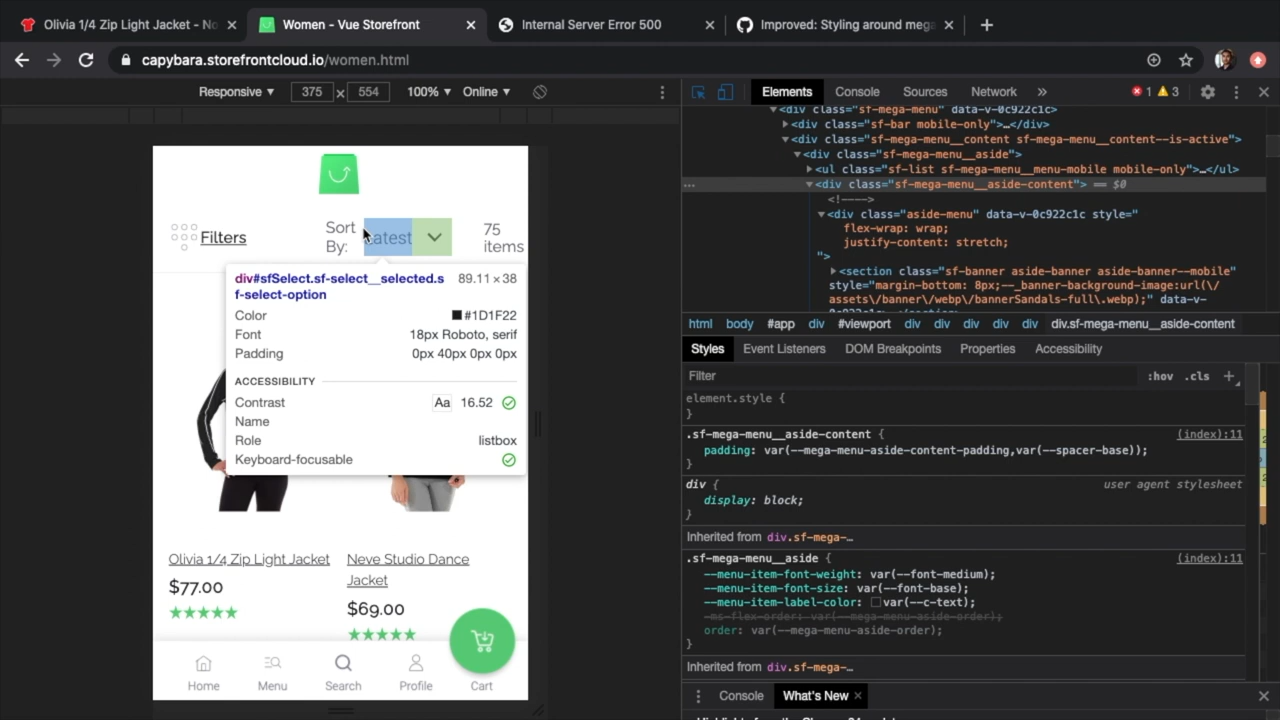 Olivia 1/4 Zip Light Jacket - No
Women - Vue Storefront
Internal Server Error 500
Improved: Styling around mega
capybara.storefrontcloud.io/women.html
Responsive ▼ 375 × 554 100% ▼ Online ▼
Elements Console Sources Network » 1 3
<div class="sf-mega-menu" data-v-0c922c1c>
<div class="sf-bar mobile-only">…</div>
<div class="sf-mega-menu__content sf-mega-menu__content--is-active">
<div class="sf-mega-menu__aside">
<ul class="sf-list sf-mega-menu__menu-mobile mobile-only">…</ul>
<div class="sf-mega-menu__aside-content"> == $0
<!---->
<div class="aside-menu" data-v-0c922c1c style="
flex-wrap: wrap;
justify-content: stretch;
">
<section class="sf-banner aside-banner aside-banner--mobile"
style="margin-bottom: 8px;--_banner-background-image:url(\/
assets\/banner\/webp\/bannerSandals-full\.webp);" data-v-
html body #app div #viewport div div div div div div.sf-mega-menu__aside-content
Styles Event Listeners DOM Breakpoints Properties Accessibility
Filter :hov .cls +
element.style {
}
.sf-mega-menu__aside-content { (index):11
padding: var(--mega-menu-aside-content-padding,var(--spacer-base));
}
div { user agent stylesheet
display: block;
}
Inherited from div.sf-mega-…
.sf-mega-menu__aside { (index):11
--menu-item-font-weight: var(--font-medium);
--menu-item-font-size: var(--font-base);
--menu-item-label-color: var(--c-text);
-ms-flex-order: var(--mega-menu-aside-order);
order: var(--mega-menu-aside-order);
}
Inherited from div.sf-mega-…
Console What's New ×
Filters
Sort
By:
Latest
75
items
div#sfSelect.sf-select__selected.s
f-select-option
89.11 × 38
Color #1D1F22
Font 18px Roboto, serif
Padding 0px 40px 0px 0px
ACCESSIBILITY
Contrast Aa 16.52
Name
Role listbox
Keyboard-focusable
Olivia 1/4 Zip Light Jacket
$77.00
Neve Studio Dance
Jacket
$69.00
Home Menu Search Profile Cart